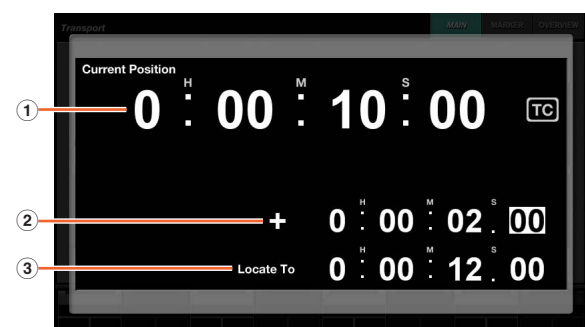 Transport MAIN MARKER OVERVIEW
Current Position
H M S
① 0 : 00 : 10 : 00 TC
H M S
② + 0 : 00 : 02 . 00
H M S
③ Locate To 0 : 00 : 12 . 00